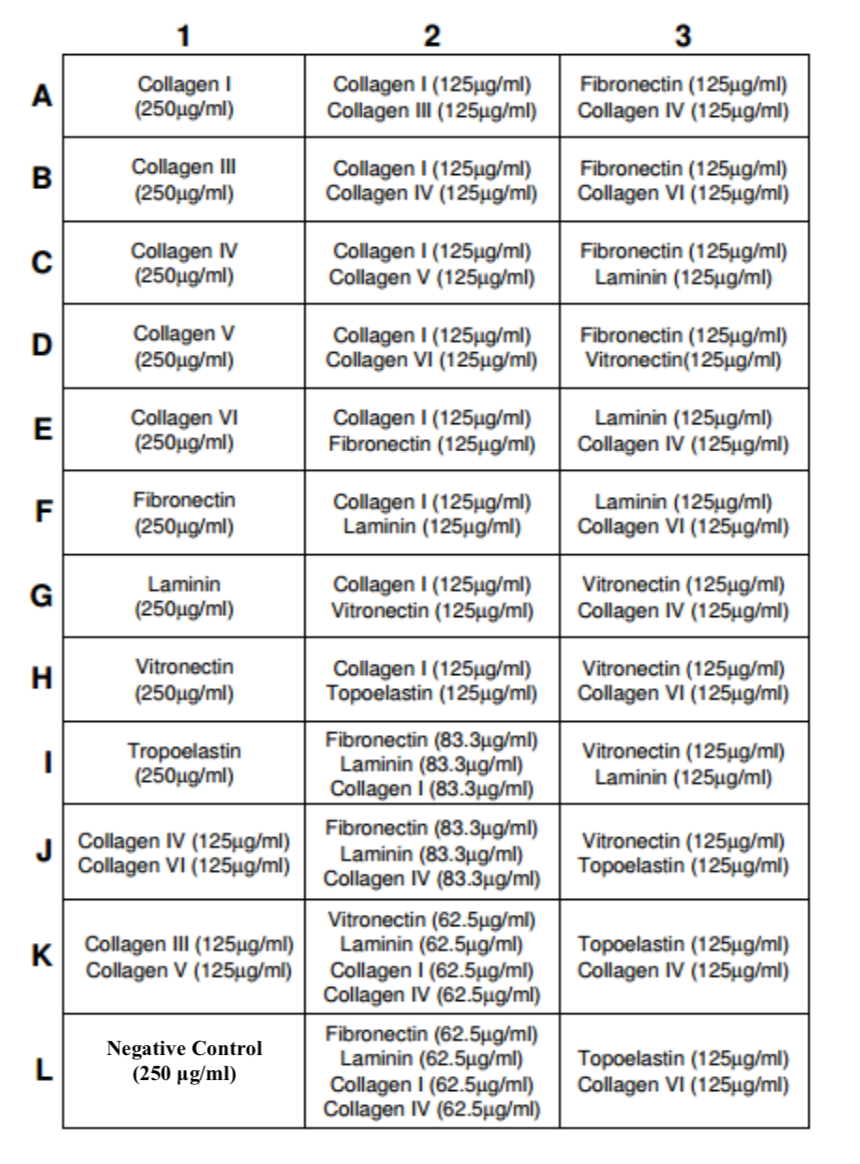 1 2 3
A
Collagen I
(250µg/ml)
Collagen I (125µg/ml)
Collagen III (125µg/ml)
Fibronectin (125µg/ml)
Collagen IV (125µg/ml)
B
Collagen III
(250µg/ml)
Collagen I (125µg/ml)
Collagen IV (125µg/ml)
Fibronectin (125µg/ml)
Collagen VI (125µg/ml)
C
Collagen IV
(250µg/ml)
Collagen I (125µg/ml)
Collagen V (125µg/ml)
Fibronectin (125µg/ml)
Laminin (125µg/ml)
D
Collagen V
(250µg/ml)
Collagen I (125µg/ml)
Collagen VI (125µg/ml)
Fibronectin (125µg/ml)
Vitronectin(125µg/ml)
E
Collagen VI
(250µg/ml)
Collagen I (125µg/ml)
Fibronectin (125µg/ml)
Laminin (125µg/ml)
Collagen IV (125µg/ml)
F
Fibronectin
(250µg/ml)
Collagen I (125µg/ml)
Laminin (125µg/ml)
Laminin (125µg/ml)
Collagen VI (125µg/ml)
G
Laminin
(250µg/ml)
Collagen I (125µg/ml)
Vitronectin (125µg/ml)
Vitronectin (125µg/ml)
Collagen IV (125µg/ml)
H
Vitronectin
(250µg/ml)
Collagen I (125µg/ml)
Topoelastin (125µg/ml)
Vitronectin (125µg/ml)
Collagen VI (125µg/ml)
I
Tropoelastin
(250µg/ml)
Fibronectin (83.3µg/ml)
Laminin (83.3µg/ml)
Collagen I (83.3µg/ml)
Vitronectin (125µg/ml)
Laminin (125µg/ml)
J
Collagen IV (125µg/ml)
Collagen VI (125µg/ml)
Fibronectin (83.3µg/ml)
Laminin (83.3µg/ml)
Collagen IV (83.3µg/ml)
Vitronectin (125µg/ml)
Topoelastin (125µg/ml)
K
Collagen III (125µg/ml)
Collagen V (125µg/ml)
Vitronectin (62.5µg/ml)
Laminin (62.5µg/ml)
Collagen I (62.5µg/ml)
Collagen IV (62.5µg/ml)
Topoelastin (125µg/ml)
Collagen IV (125µg/ml)
L
Negative Control
(250 µg/ml)
Fibronectin (62.5µg/ml)
Laminin (62.5µg/ml)
Collagen I (62.5µg/ml)
Collagen IV (62.5µg/ml)
Topoelastin (125µg/ml)
Collagen VI (125µg/ml)